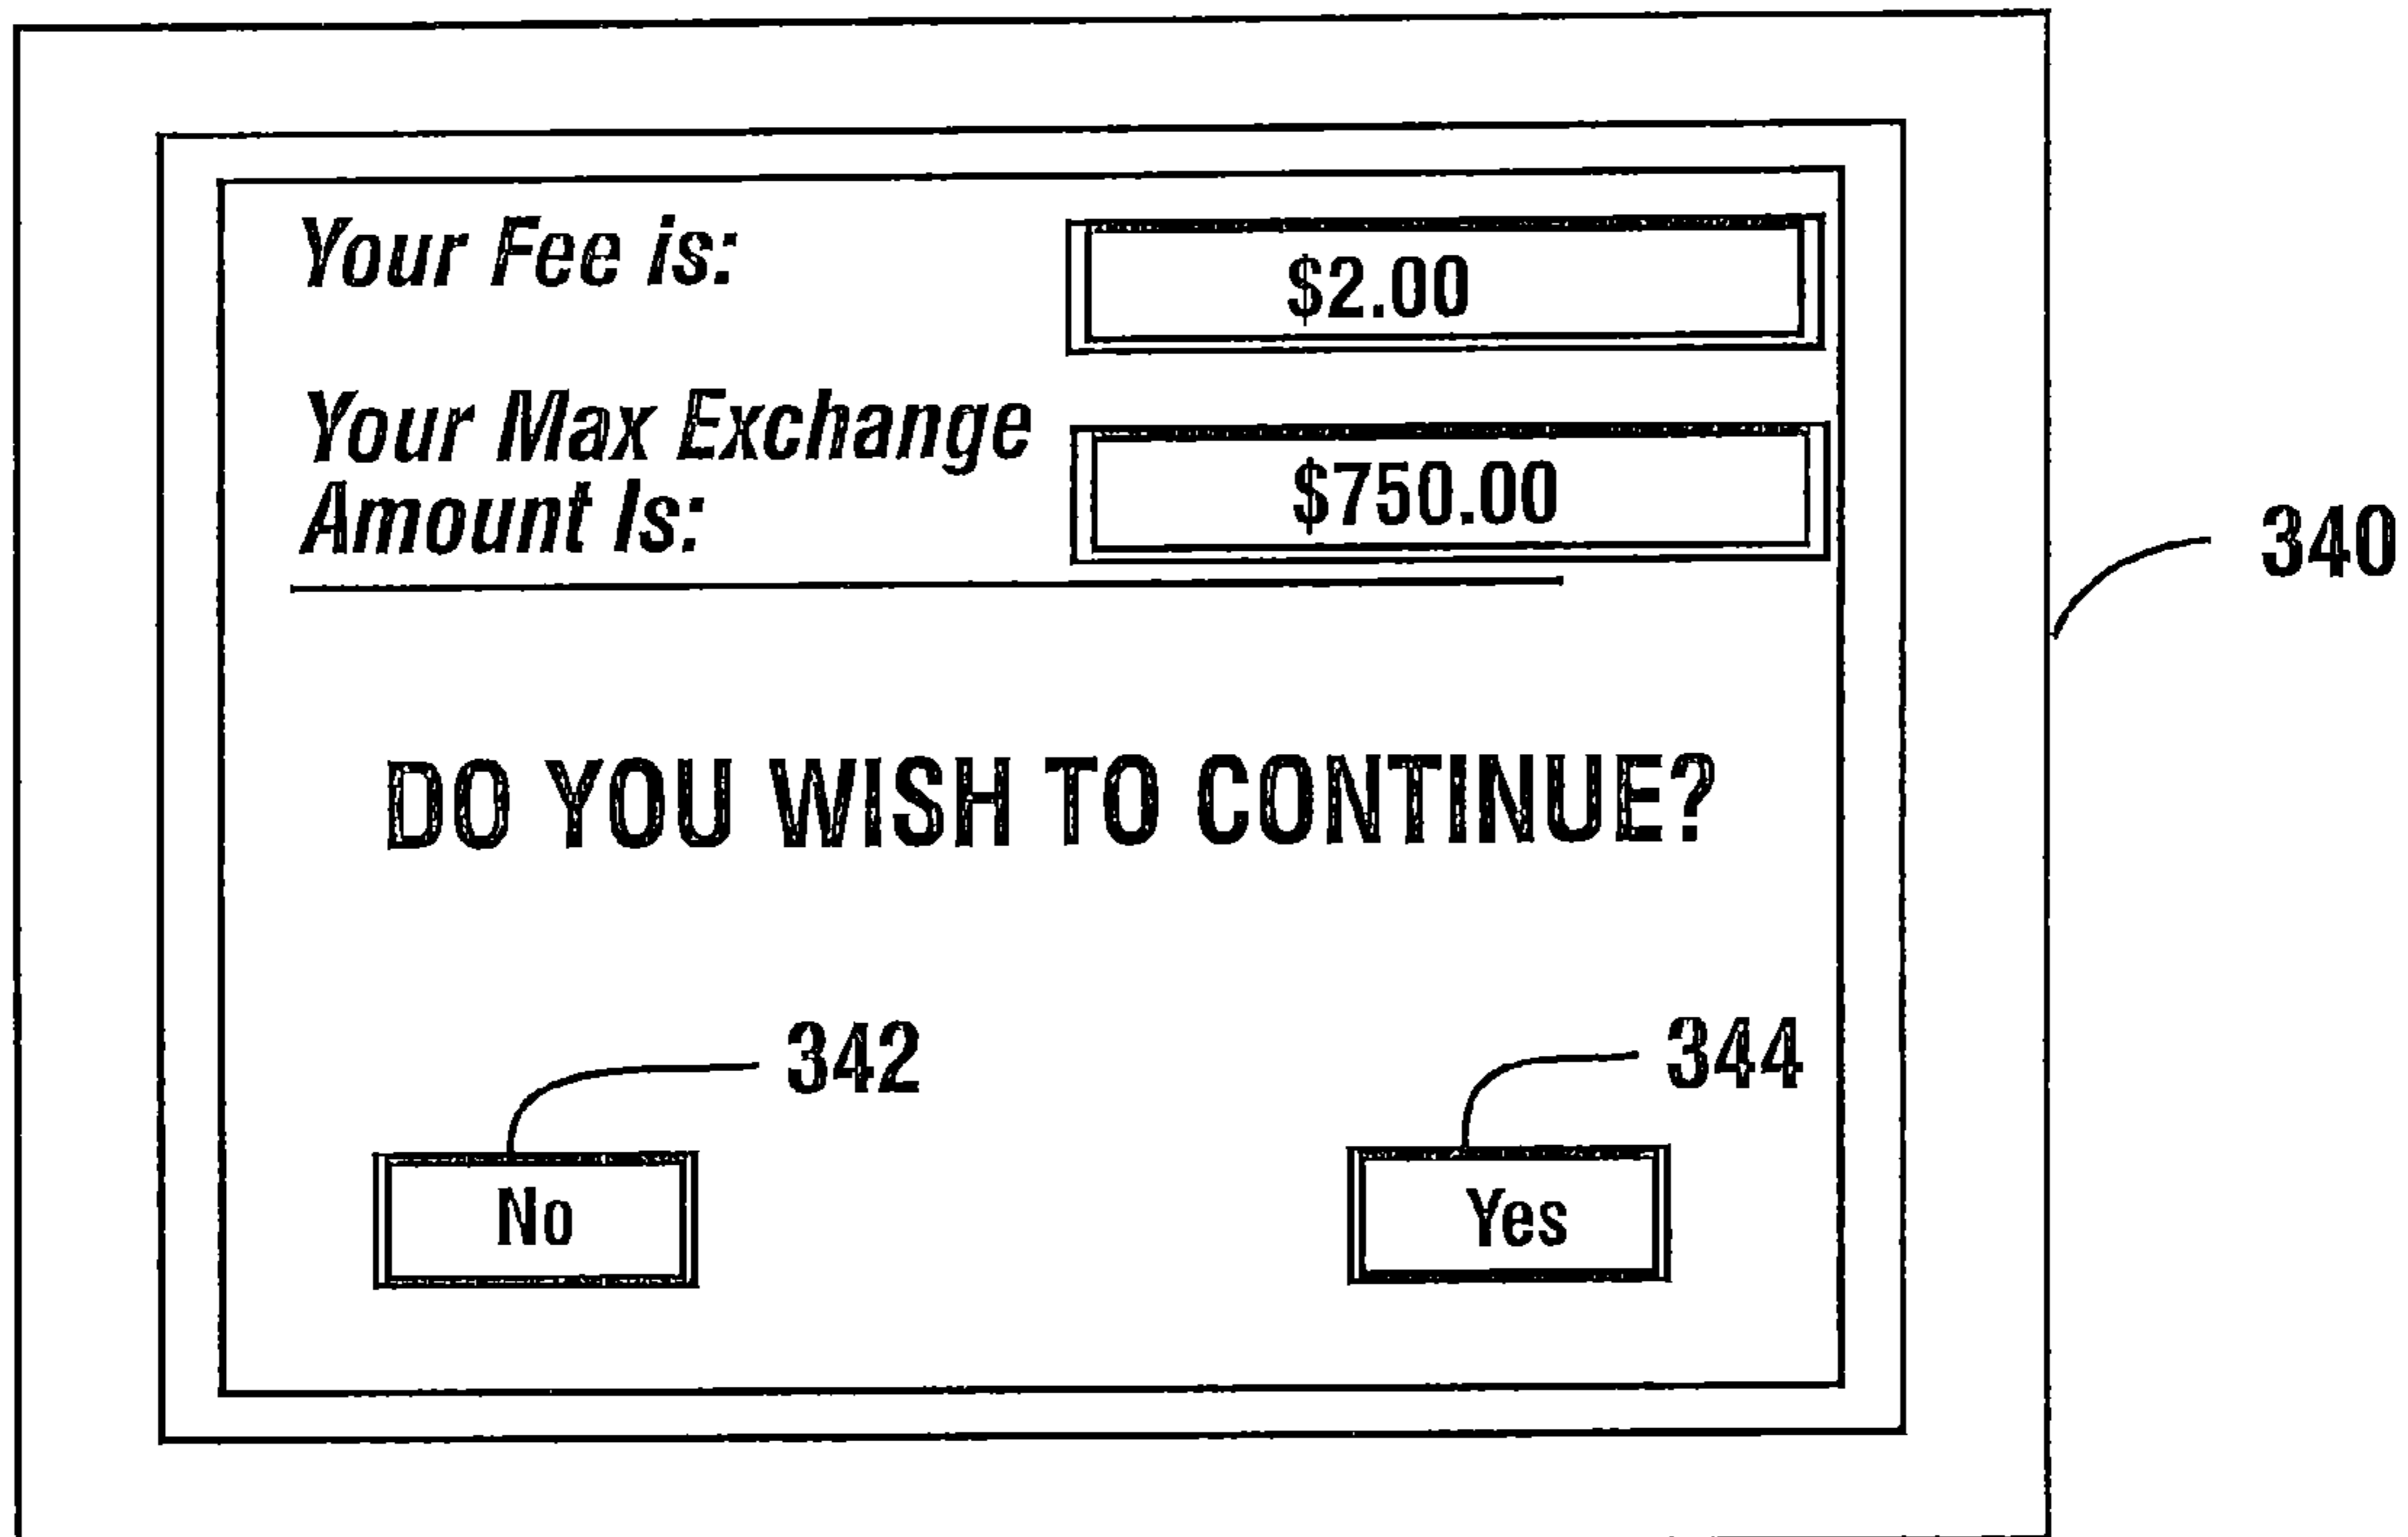 Your Fee is:
$2.00
Your Max Exchange
Amount Is:
$750.00
340
DO YOU WISH TO CONTINUE?
342
344
No
Yes